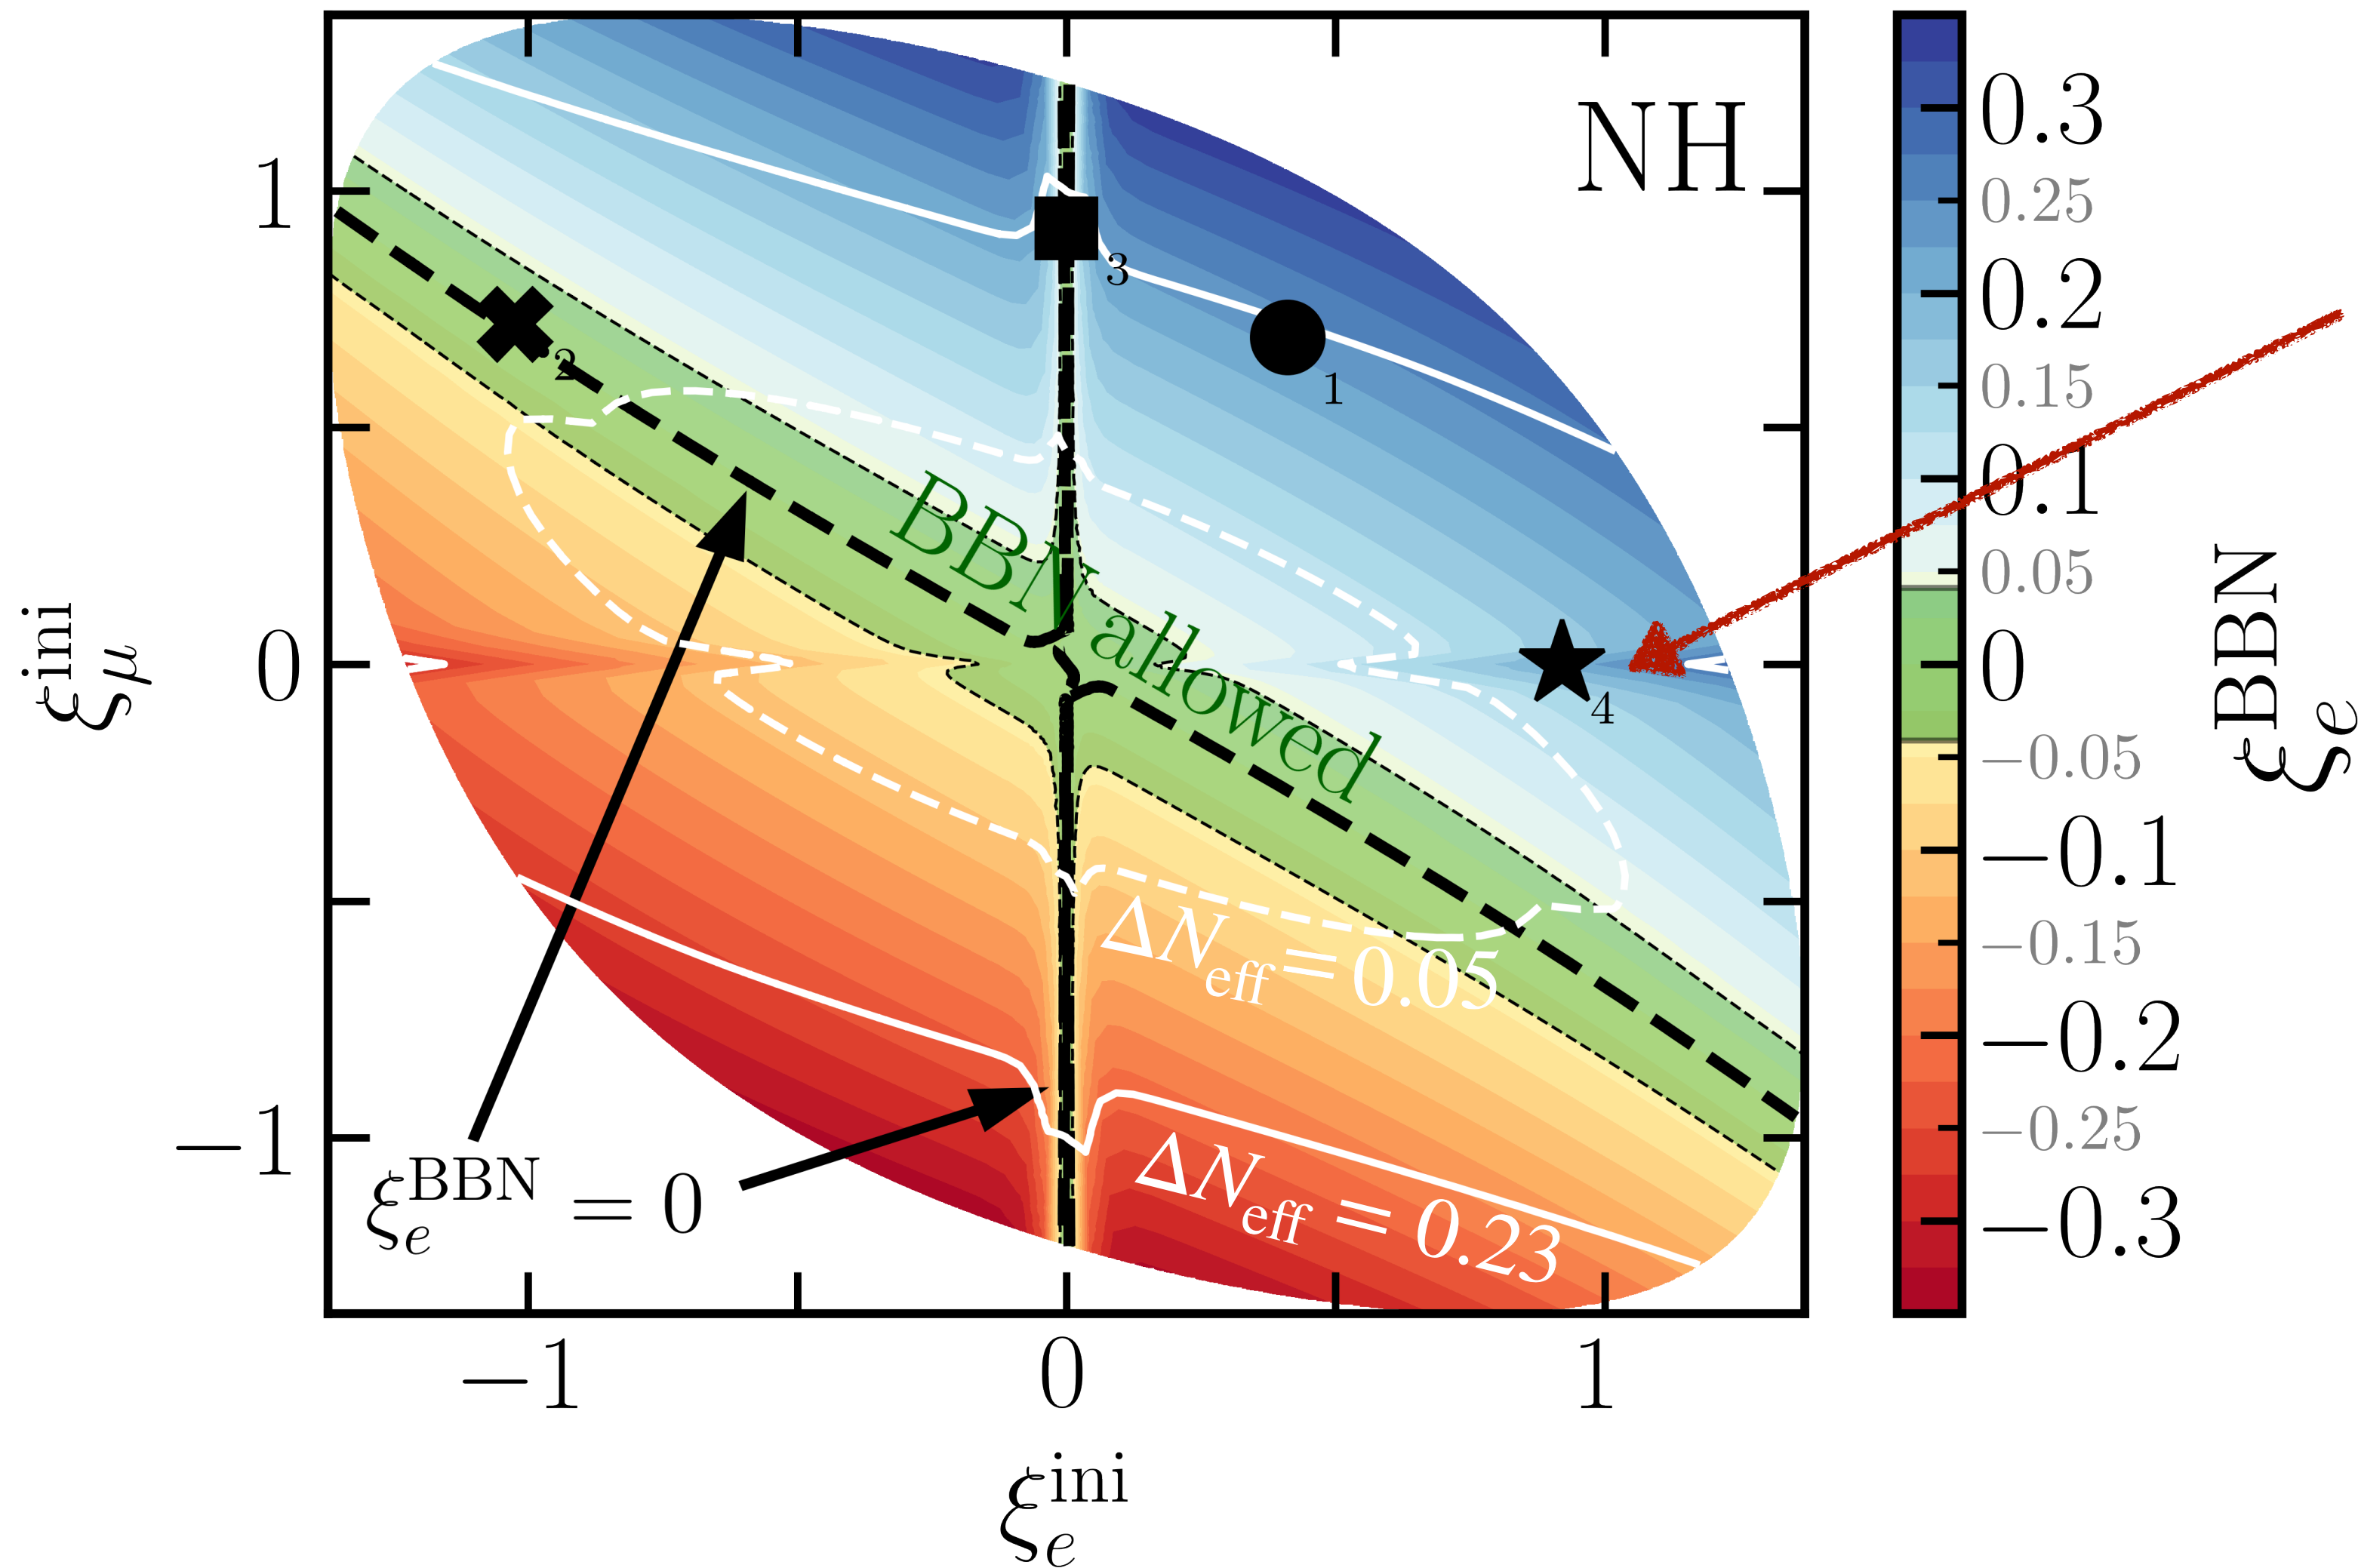 NH
1
0
−1
ξ_μ^ini
3
1
2
4
BBN allowed
ΔN_eff = 0.05
ΔN_eff = 0.23
ξ_e^BBN = 0
−1
0
1
ξ_e^ini
0.3
0.25
0.2
0.15
0.1
0.05
0
−0.05
−0.1
−0.15
−0.2
−0.25
−0.3
ξ_e^BBN